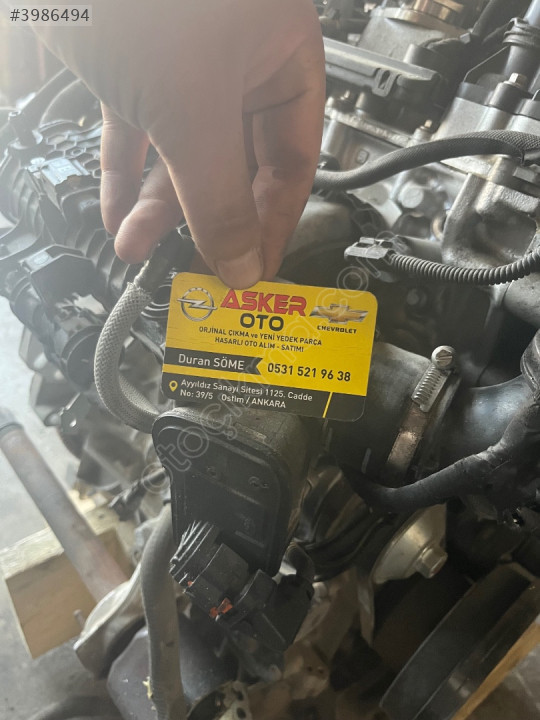 #3986494
ASKER
OTO
CHEVROLET
ORJİNAL ÇIKMA ve YENİ YEDEK PARÇA
HASARLI OTO ALIM - SATIMI
Duran SÖME
0531 521 96 38
Ayyıldız Sanayi Sitesi 1125. Cadde
No: 39/5 Ostim / ANKARA